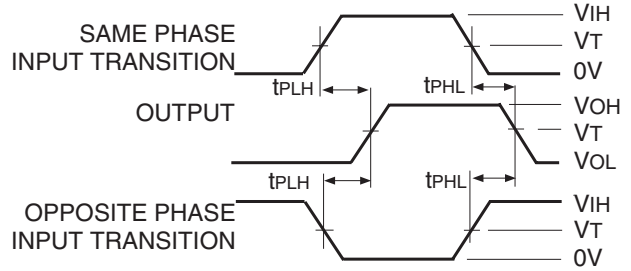 SAME PHASE
INPUT TRANSITION
VIH
VT
0V
tPLH
tPHL
OUTPUT
VOH
VT
VOL
tPLH
tPHL
OPPOSITE PHASE
INPUT TRANSITION
VIH
VT
0V